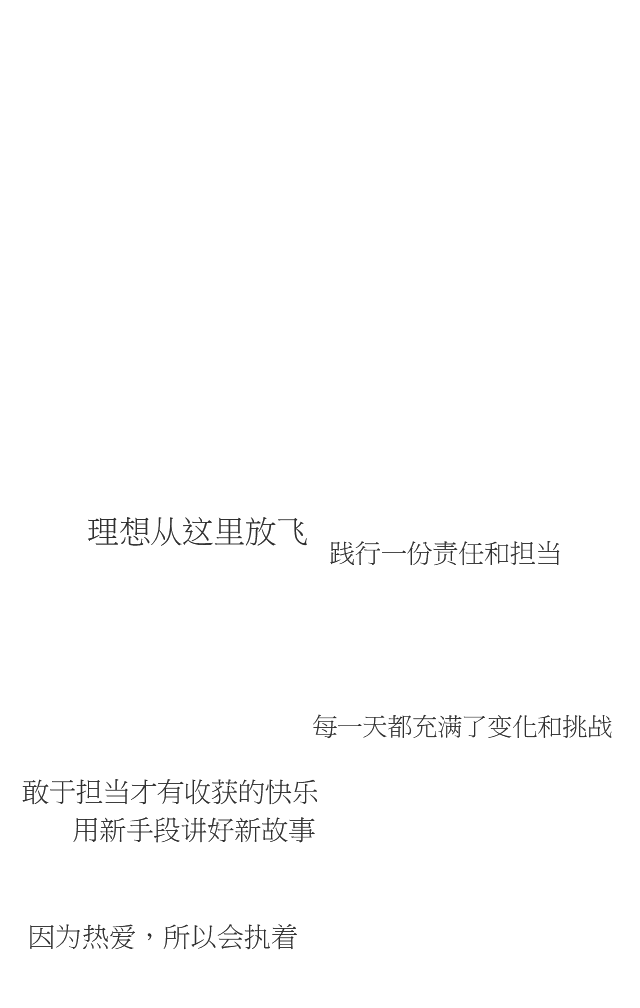 理想从这里放飞
践行一份责任和担当
每一天都充满了变化和挑战
敢于担当才有收获的快乐
用新手段讲好新故事
因为热爱，所以会执着